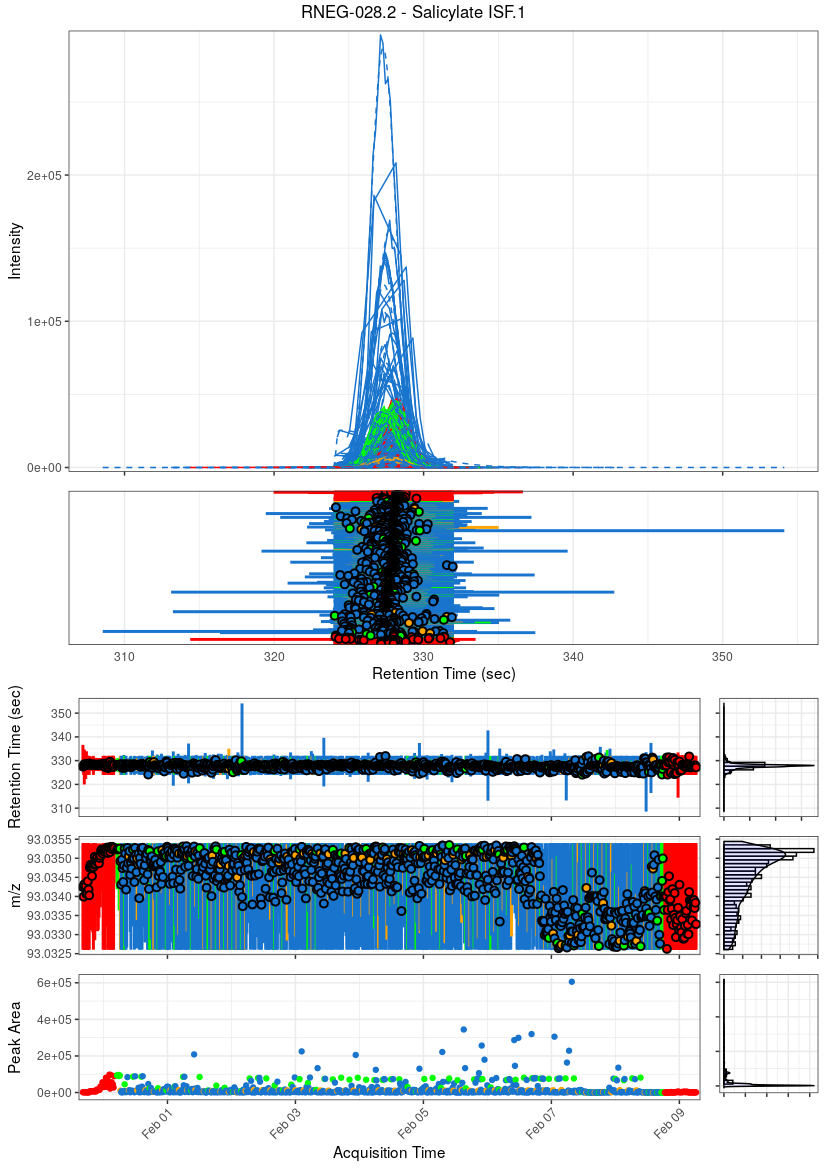 RNEG-028.2 - Salicylate ISF.1
Intensity
2e+05
1e+05
0e+00
310 320 330 340 350
Retention Time (sec)
Retention Time (sec)
350
340
330
320
310
m/z
93.0355
93.0350
93.0345
93.0340
93.0335
93.0330
93.0325
Peak Area
6e+05
4e+05
2e+05
0e+00
Feb 01 Feb 03 Feb 05 Feb 07 Feb 09
Acquisition Time